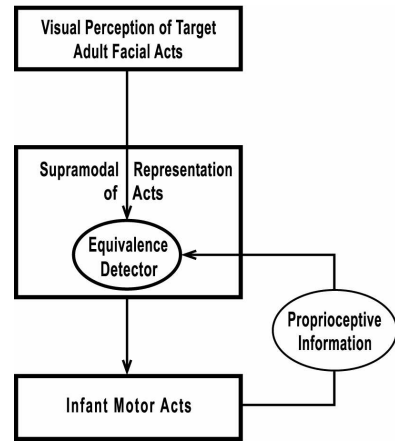 Visual Perception of Target
Adult Facial Acts
Supramodal Representation
of Acts
Equivalence
Detector
Proprioceptive
Information
Infant Motor Acts